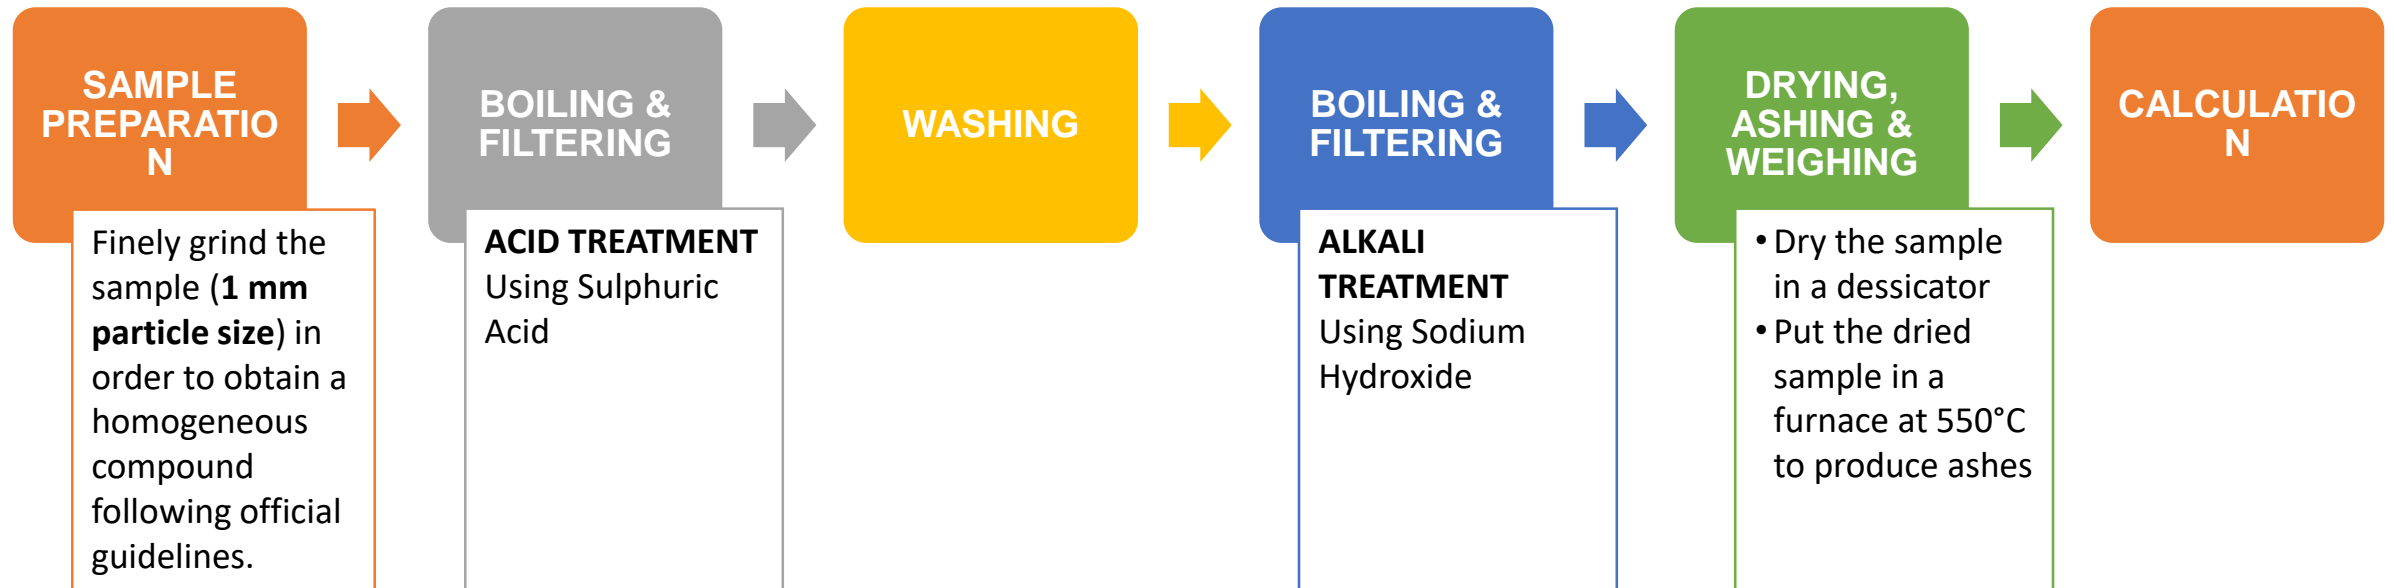 SAMPLE
PREPARATIO
N
Finely grind the
sample (1 mm
particle size) in
order to obtain a
homogeneous
compound
following official
guidelines.
BOILING &
FILTERING
ACID TREATMENT
Using Sulphuric
Acid
WASHING
BOILING &
FILTERING
ALKALI
TREATMENT
Using Sodium
Hydroxide
DRYING,
ASHING &
WEIGHING
• Dry the sample
in a dessicator
• Put the dried
sample in a
furnace at 550°C
to produce ashes
CALCULATIO
N